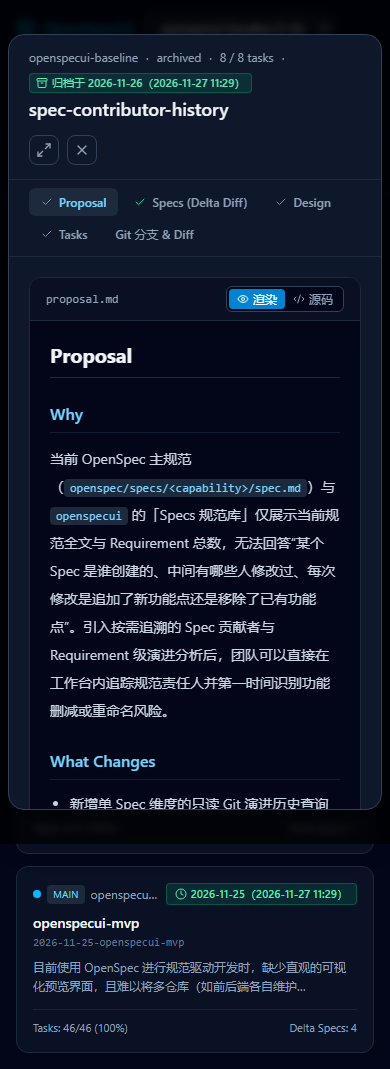 openspecui-baseline · archived · 8 / 8 tasks ·
归档于 2026-11-26（2026-11-27 11:29）
spec-contributor-history
Proposal
Specs (Delta Diff)
Design
Tasks
Git 分支 & Diff
proposal.md
渲染
源码
Proposal
Why
当前 OpenSpec 主规范
（openspec/specs/<capability>/spec.md）与
openspecui 的「Specs 规范库」仅展示当前规
范全文与 Requirement 总数，无法回答“某个
Spec 是谁创建的、中间有哪些人修改过、每次
修改是追加了新功能点还是移除了已有功能
点”。引入按需追溯的 Spec 贡献者与
Requirement 级演进分析后，团队可以直接在
工作台内追踪规范责任人并第一时间识别功能
删减或重命名风险。
What Changes
• 新增单 Spec 维度的只读 Git 演进历史查询
MAIN
openspecu...
2026-11-25（2026-11-27 11:29）
openspecui-mvp
2026-11-25-openspecui-mvp
目前使用 OpenSpec 进行规范驱动开发时，缺少直观的可视
化预览界面，且难以将多仓库（如前后端各自维护...
Tasks: 46/46 (100%)
Delta Specs: 4